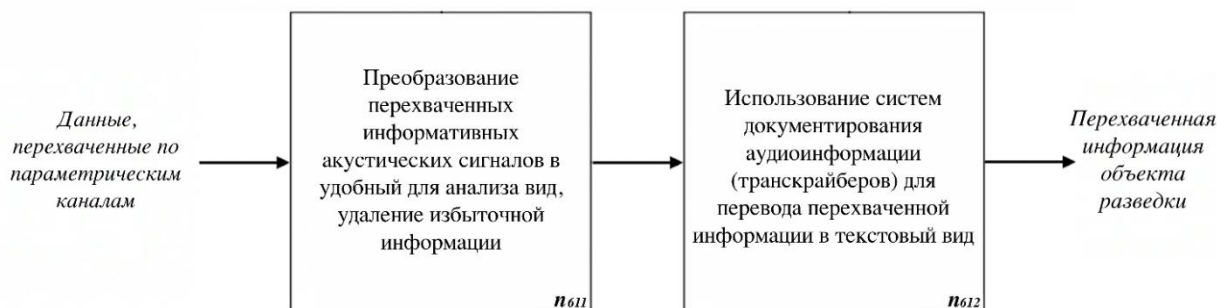 Данные,
перехваченные по
параметрическим
каналам
Преобразование
перехваченных
информативных
акустических сигналов в
удобный для анализа вид,
удаление избыточной
информации
n611
Использование систем
документирования
аудиоинформации
(транскрайберов) для
перевода перехваченной
информации в текстовый вид
n612
Перехваченная
информация
объекта
разведки